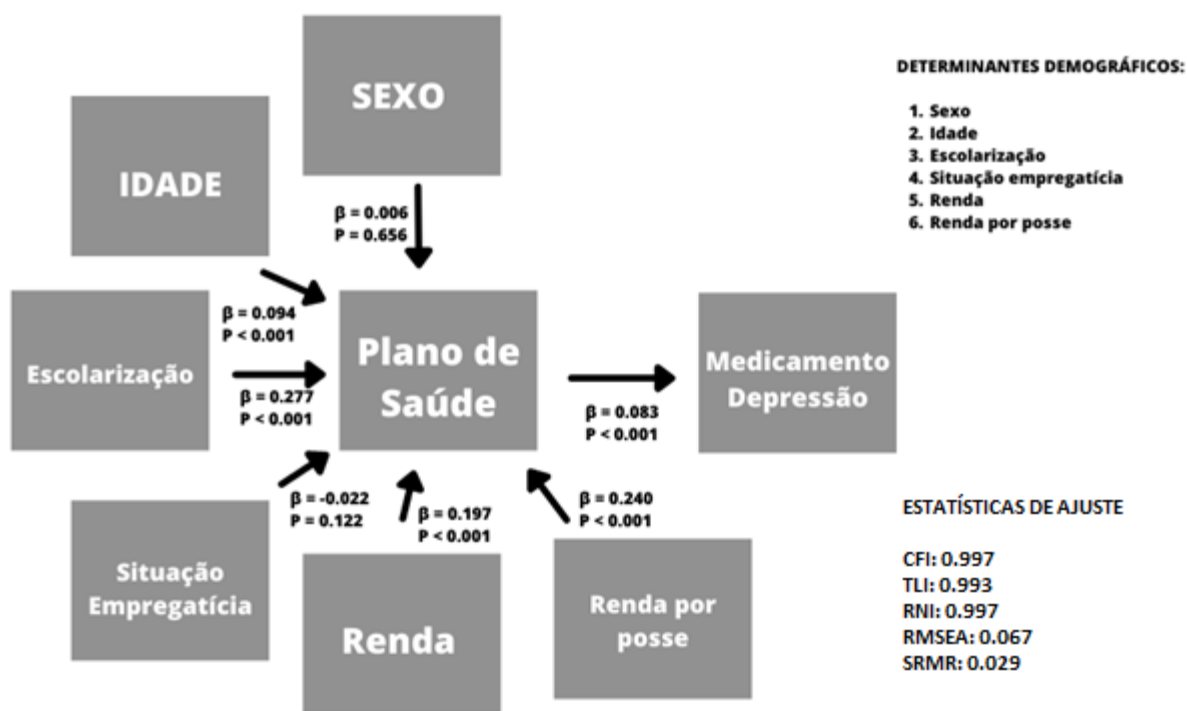 SEXO
DETERMINANTES DEMOGRÁFICOS:
1. Sexo
2. Idade
3. Escolarização
4. Situação empregatícia
5. Renda
6. Renda por posse
IDADE
β = 0.006
P = 0.656
β = 0.094
P < 0.001
Escolarização
β = 0.277
P < 0.001
Plano de
Saúde
β = 0.083
P < 0.001
Medicamento
Depressão
Situação
Empregatícia
β = -0.022
P = 0.122
Renda
β = 0.197
P < 0.001
Renda por
posse
β = 0.240
P < 0.001
ESTATÍSTICAS DE AJUSTE
CFI: 0.997
TLI: 0.993
RNI: 0.997
RMSEA: 0.067
SRMR: 0.029